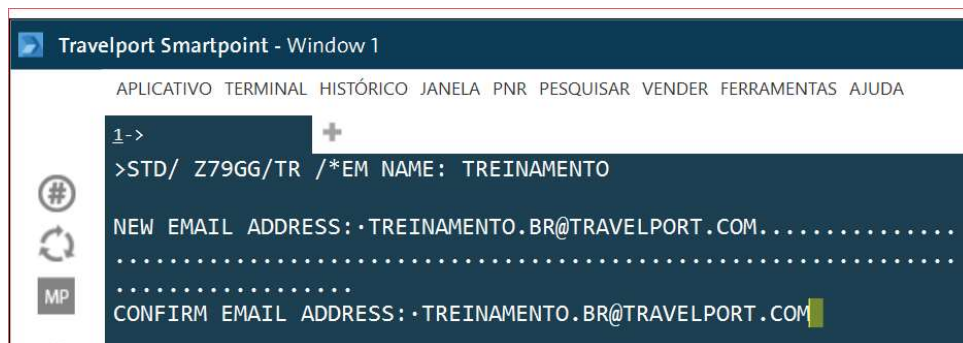 Travelport Smartpoint - Window 1
APLICATIVO TERMINAL HISTÓRICO JANELA PNR PESQUISAR VENDER FERRAMENTAS AJUDA
1->
+
>STD/ Z79GG/TR /*EM NAME: TREINAMENTO
#
NEW EMAIL ADDRESS:·TREINAMENTO.BR@TRAVELPORT.COM...............
................................................................
..................
MP
CONFIRM EMAIL ADDRESS:·TREINAMENTO.BR@TRAVELPORT.COM